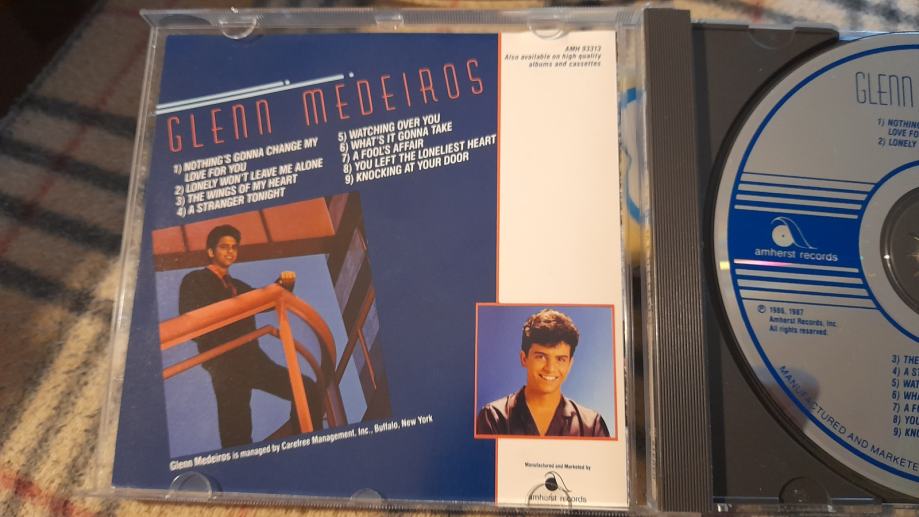 AMH 93313
Also available on high quality
albums and cassettes
GLENN MEDEIROS
1) NOTHING'S GONNA CHANGE MY
LOVE FOR YOU
2) LONELY WON'T LEAVE ME ALONE
3) THE WINGS OF MY HEART
4) A STRANGER TONIGHT
5) WATCHING OVER YOU
6) WHAT'S IT GONNA TAKE
7) A FOOL'S AFFAIR
8) YOU LEFT THE LONELIEST HEART
9) KNOCKING AT YOUR DOOR
Glenn Medeiros is managed by Carefree Management, Inc., Buffalo, New York
Manufactured and Marketed by
amherst records
GLENN
1) NOTHING
LOVE FO
2) LONELY
amherst records
℗ 1986, 1987
Amherst Records, Inc.
All rights reserved.
3) THE
4) A ST
5) WAT
6) WHA
7) A F
8) YOU
9) KNO
MANUFACTURED AND MARKETE